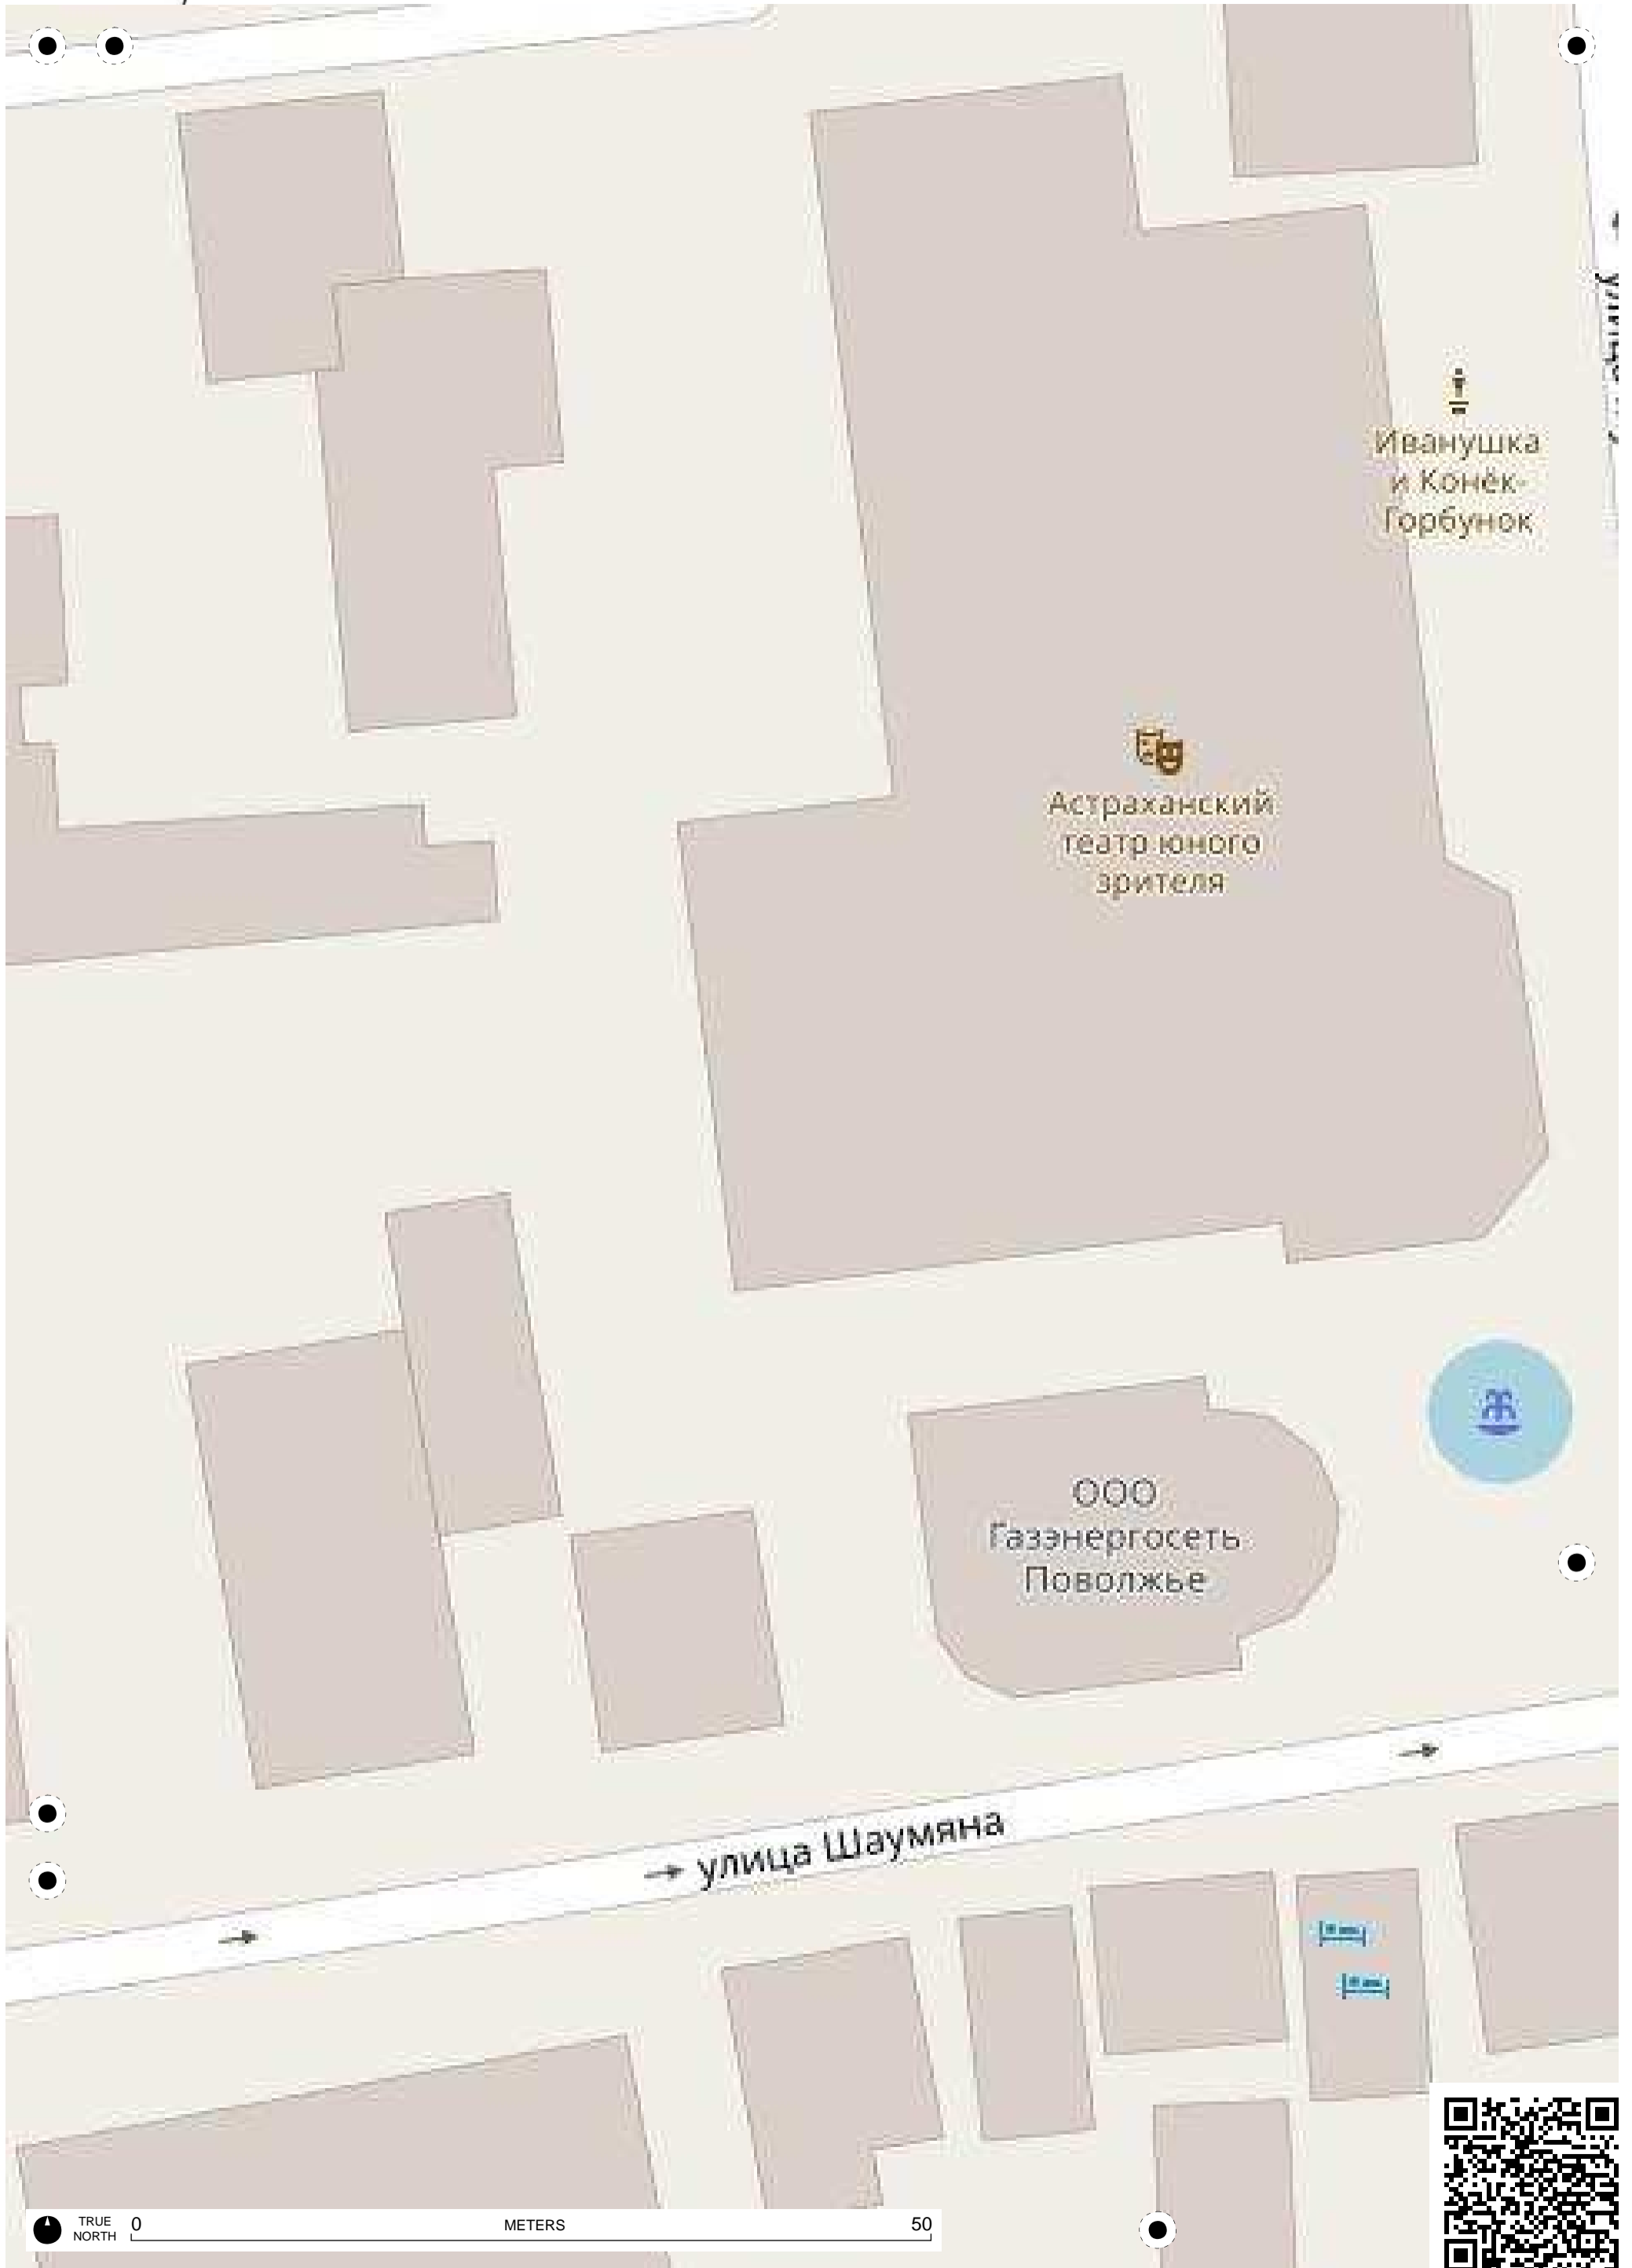 Иванушка
и Конёк-
Горбунок
Астраханский
театр юного
зрителя
ООО
Газэнергосеть
Поволжье
улица Шаумяна
TRUE
NORTH
0
METERS
50